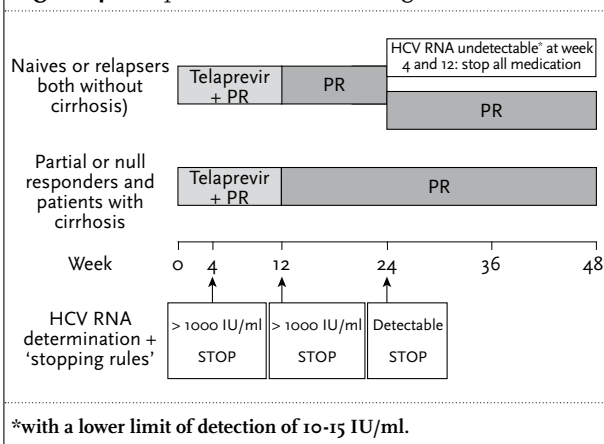 HCV RNA undetectable* at week
4 and 12: stop all medication
Naives or relapsers
both without
cirrhosis)
Telaprevir
+ PR
PR
PR
Partial or null
responders and
patients with
cirrhosis
Telaprevir
+ PR
PR
Week
0 4 12 24 36 48
HCV RNA
determination +
‘stopping rules’
> 1000 IU/ml
STOP
> 1000 IU/ml
STOP
Detectable
STOP
*with a lower limit of detection of 10-15 IU/ml.